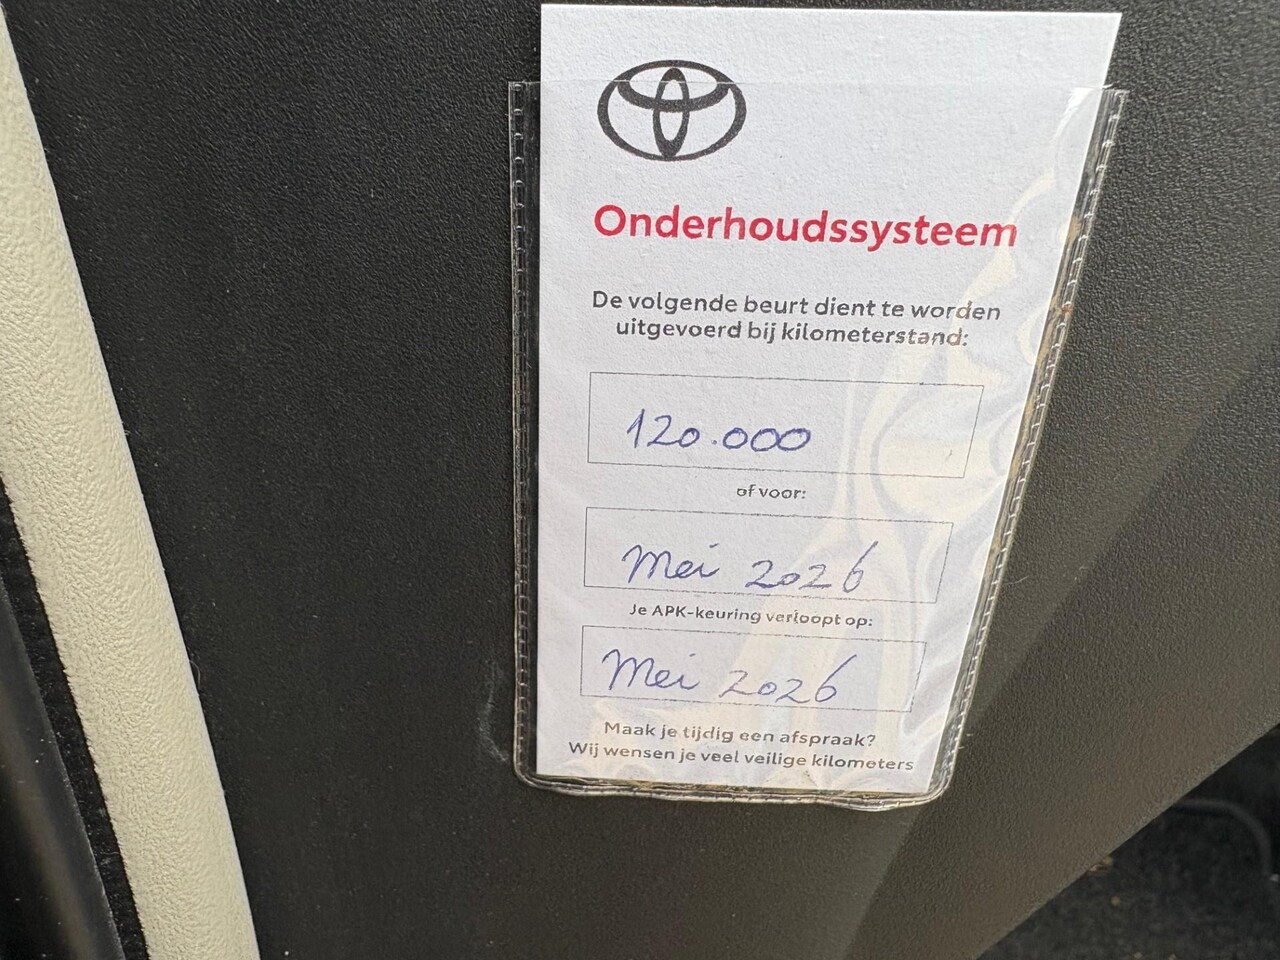 Onderhoudssysteem
De volgende beurt dient te worden
uitgevoerd bij kilometerstand:
120.000
of voor:
Mei 2026
Je APK-keuring verloopt op:
Mei 2026
Maak je tijdig een afspraak?
Wij wensen je veel veilige kilometers